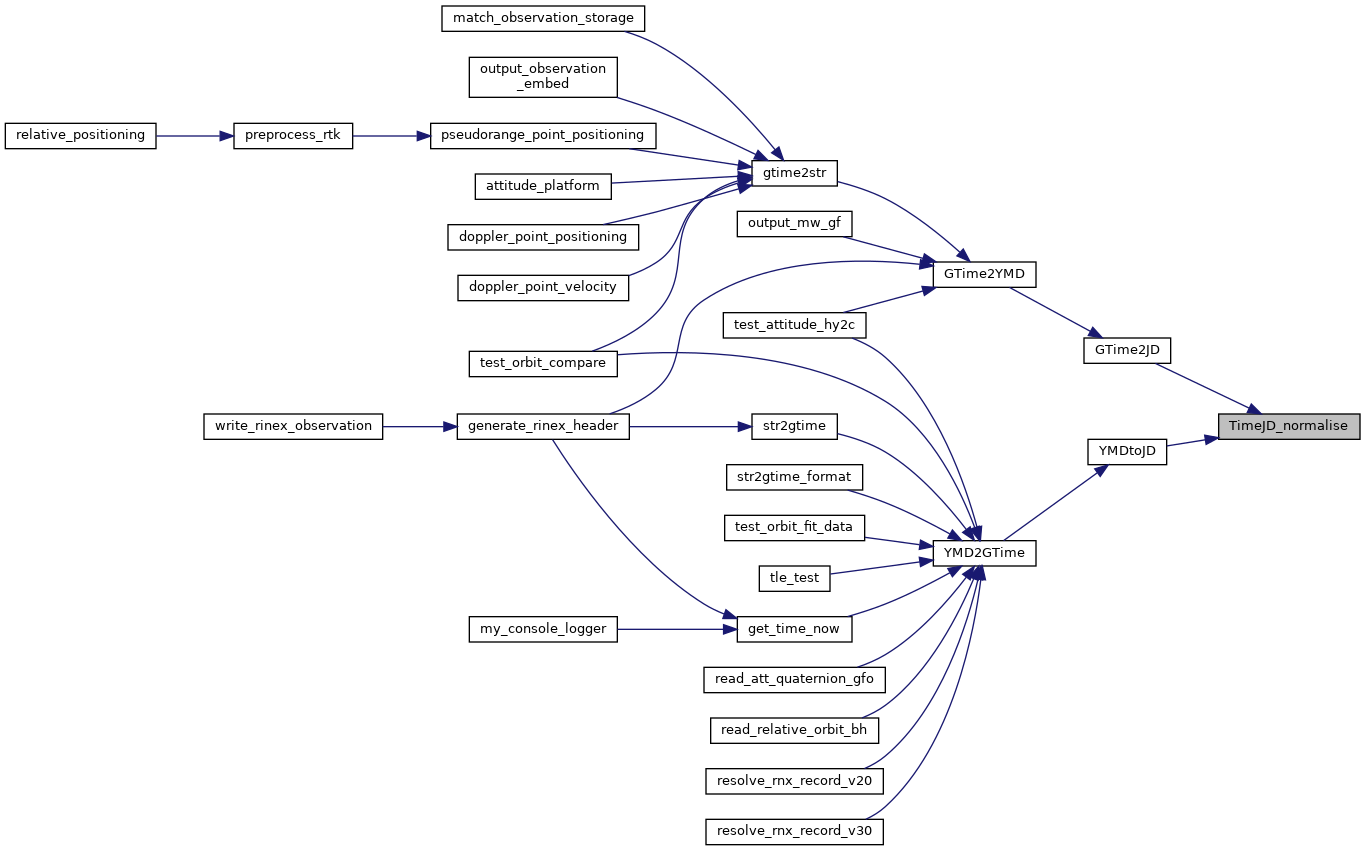 match_observation_storage
output_observation
_embed
relative_positioning
preprocess_rtk
pseudorange_point_positioning
gtime2str
attitude_platform
output_mw_gf
doppler_point_positioning
GTime2YMD
doppler_point_velocity
test_attitude_hy2c
GTime2JD
test_orbit_compare
write_rinex_observation
generate_rinex_header
str2gtime
TimeJD_normalise
YMDtoJD
str2gtime_format
test_orbit_fit_data
YMD2GTime
tle_test
my_console_logger
get_time_now
read_att_quaternion_gfo
read_relative_orbit_bh
resolve_rnx_record_v20
resolve_rnx_record_v30